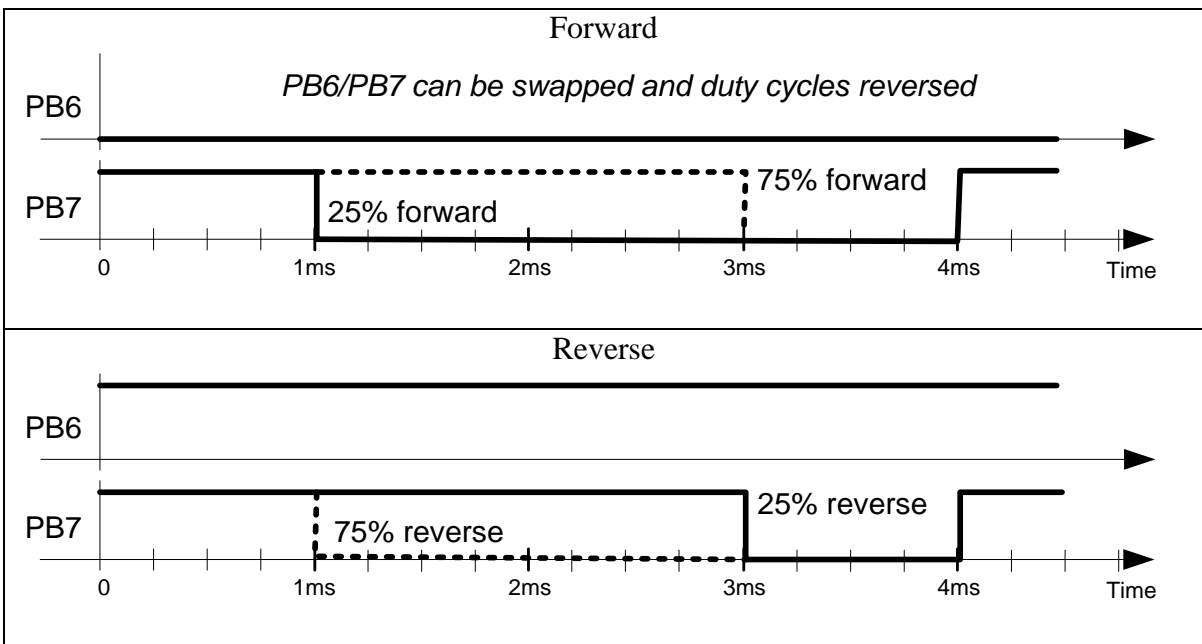 Forward
PB6/PB7 can be swapped and duty cycles reversed
PB6
75% forward
PB7
25% forward
0 1ms 2ms 3ms 4ms Time
Reverse
PB6
25% reverse
PB7
75% reverse
0 1ms 2ms 3ms 4ms Time